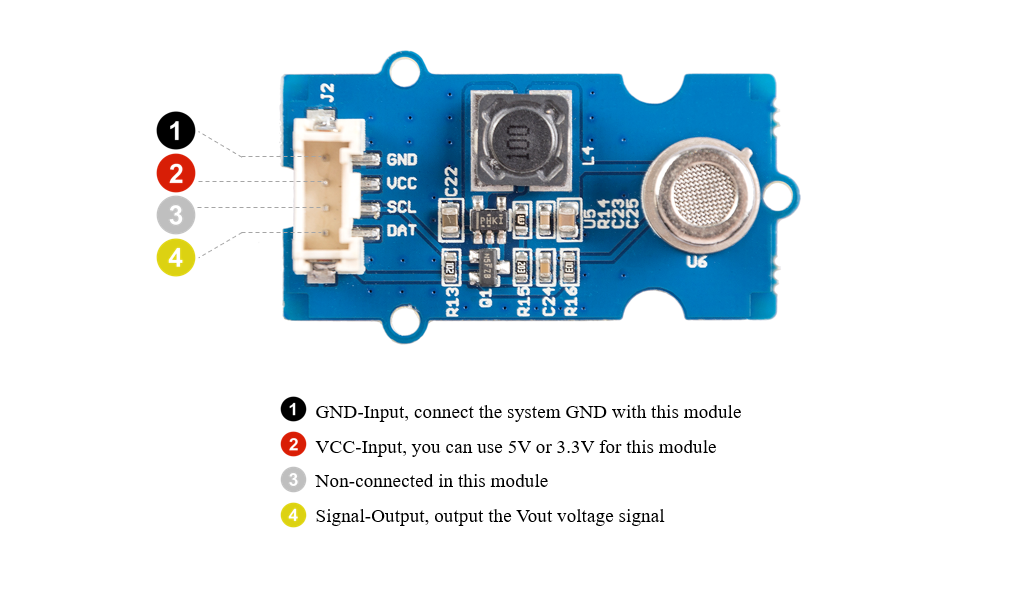 J2
1
2
3
4
GND
VCC
SCL
DAT
100
L4
C22
U5
R14
C23
C25
U6
R13
Q1
R15
C24
R16
1 GND-Input, connect the system GND with this module
2 VCC-Input, you can use 5V or 3.3V for this module
3 Non-connected in this module
4 Signal-Output, output the Vout voltage signal